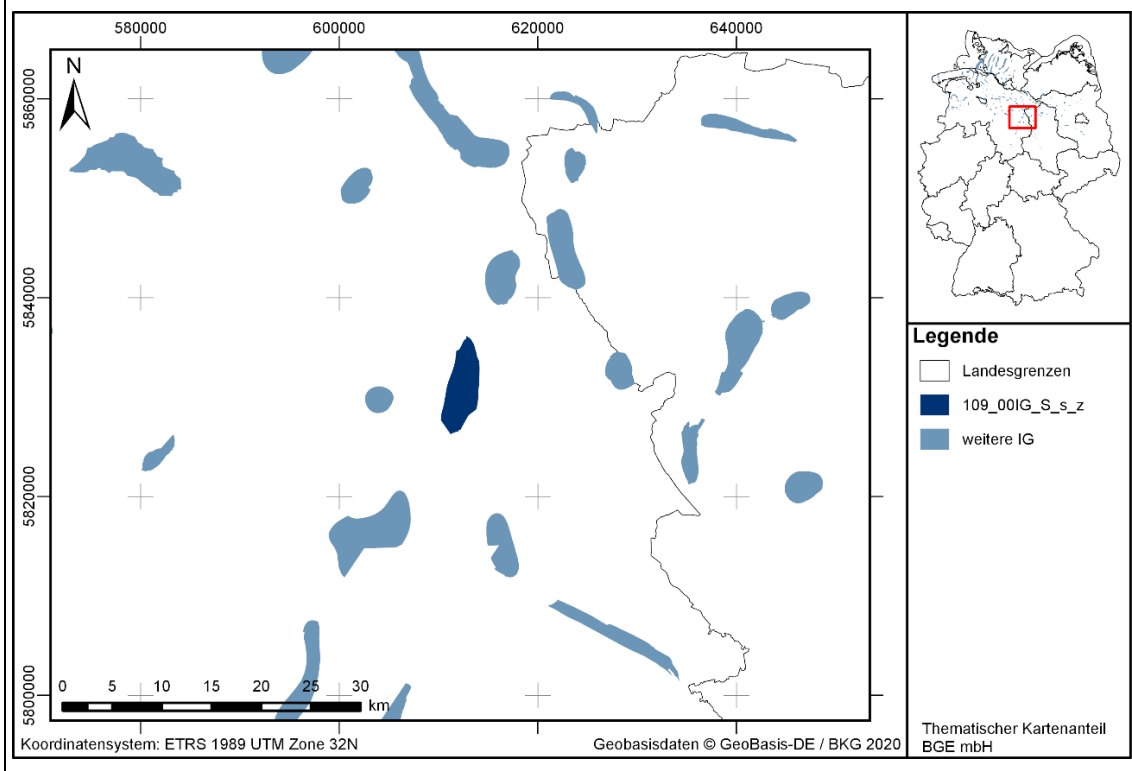 580000 600000 620000 640000
N
5860000
5840000
5820000
5800000
0 5 10 15 20 25 30
km
Koordinatensystem: ETRS 1989 UTM Zone 32N
Geobasisdaten © GeoBasis-DE / BKG 2020
Legende
Landesgrenzen
109_00IG_S_s_z
weitere IG
Thematischer Kartenanteil
BGE mbH